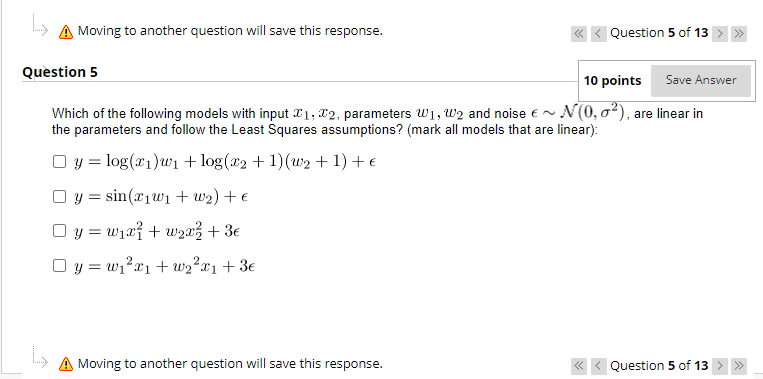 Moving to another question will save this response.
« < Question 5 of 13 > »
Question 5
10 points
Save Answer
Which of the following models with input x₁, x₂, parameters w₁, w₂ and noise ϵ ~ N(0, σ²), are linear in
the parameters and follow the Least Squares assumptions? (mark all models that are linear):
y = log(x₁)w₁ + log(x₂ + 1)(w₂ + 1) + ϵ
y = sin(x₁w₁ + w₂) + ϵ
y = w₁x₁² + w₂x₂² + 3ϵ
y = w₁²x₁ + w₂²x₁ + 3ϵ
Moving to another question will save this response.
« < Question 5 of 13 > »